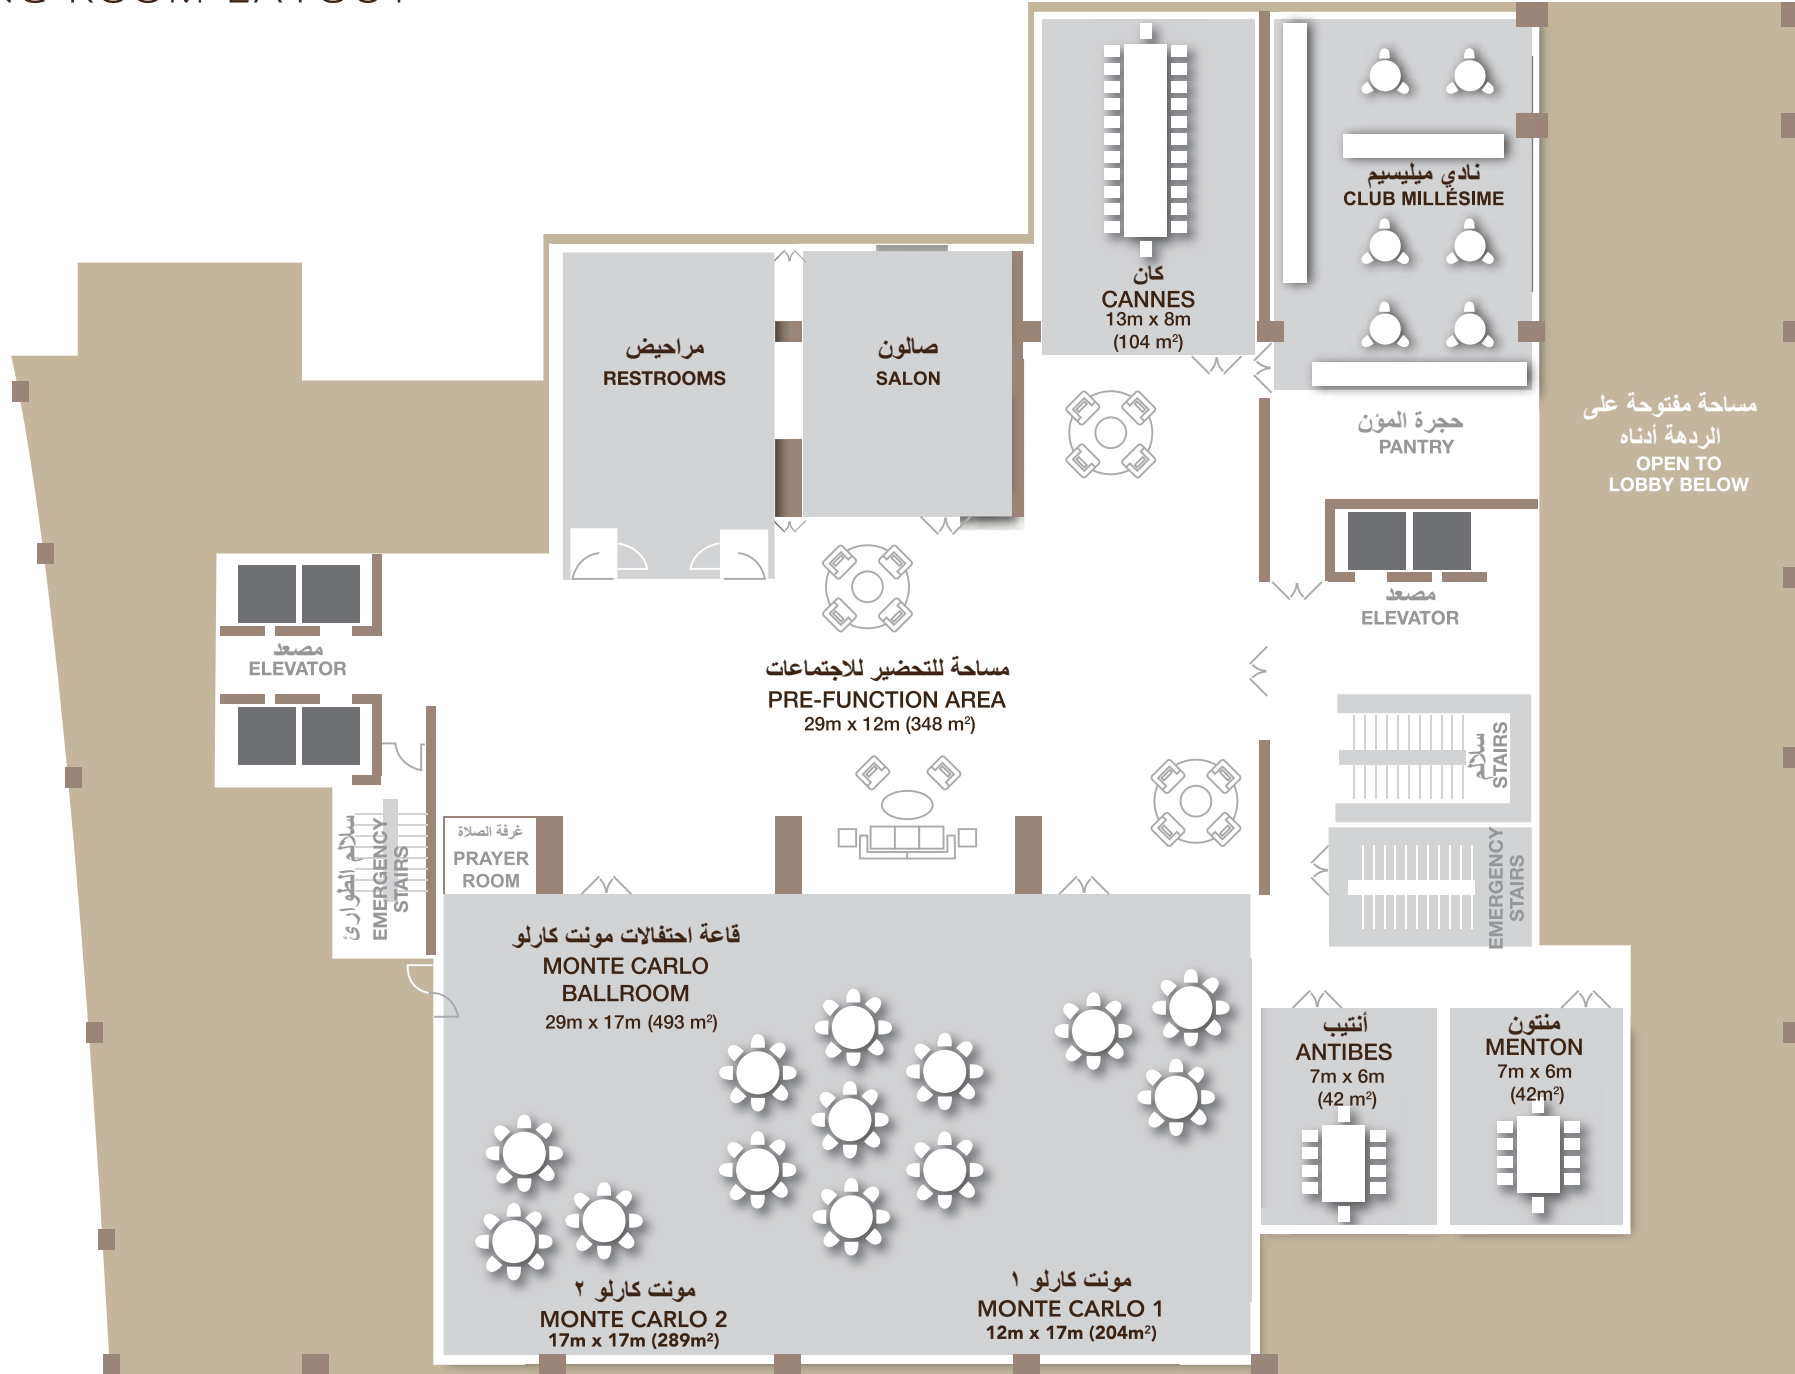 NG ROOM LAYOUT
كان
CANNES
13m x 8m
(104 m²)
نادي ميليسيم
CLUB MILLÉSIME
مراحيض
RESTROOMS
صالون
SALON
حجرة المؤن
PANTRY
مساحة مفتوحة على
الردهة أدناه
OPEN TO
LOBBY BELOW
مصعد
ELEVATOR
مصعد
ELEVATOR
مساحة للتحضير للاجتماعات
PRE-FUNCTION AREA
29m x 12m (348 m²)
سلالم
STAIRS
سلالم الطوارئ
EMERGENCY
STAIRS
غرفة الصلاة
PRAYER
ROOM
EMERGENCY
STAIRS
قاعة احتفالات مونت كارلو
MONTE CARLO
BALLROOM
29m x 17m (493 m²)
أنتيب
ANTIBES
7m x 6m
(42 m²)
منتون
MENTON
7m x 6m
(42m²)
مونت كارلو ٢
MONTE CARLO 2
17m x 17m (289m²)
مونت كارلو ١
MONTE CARLO 1
12m x 17m (204m²)